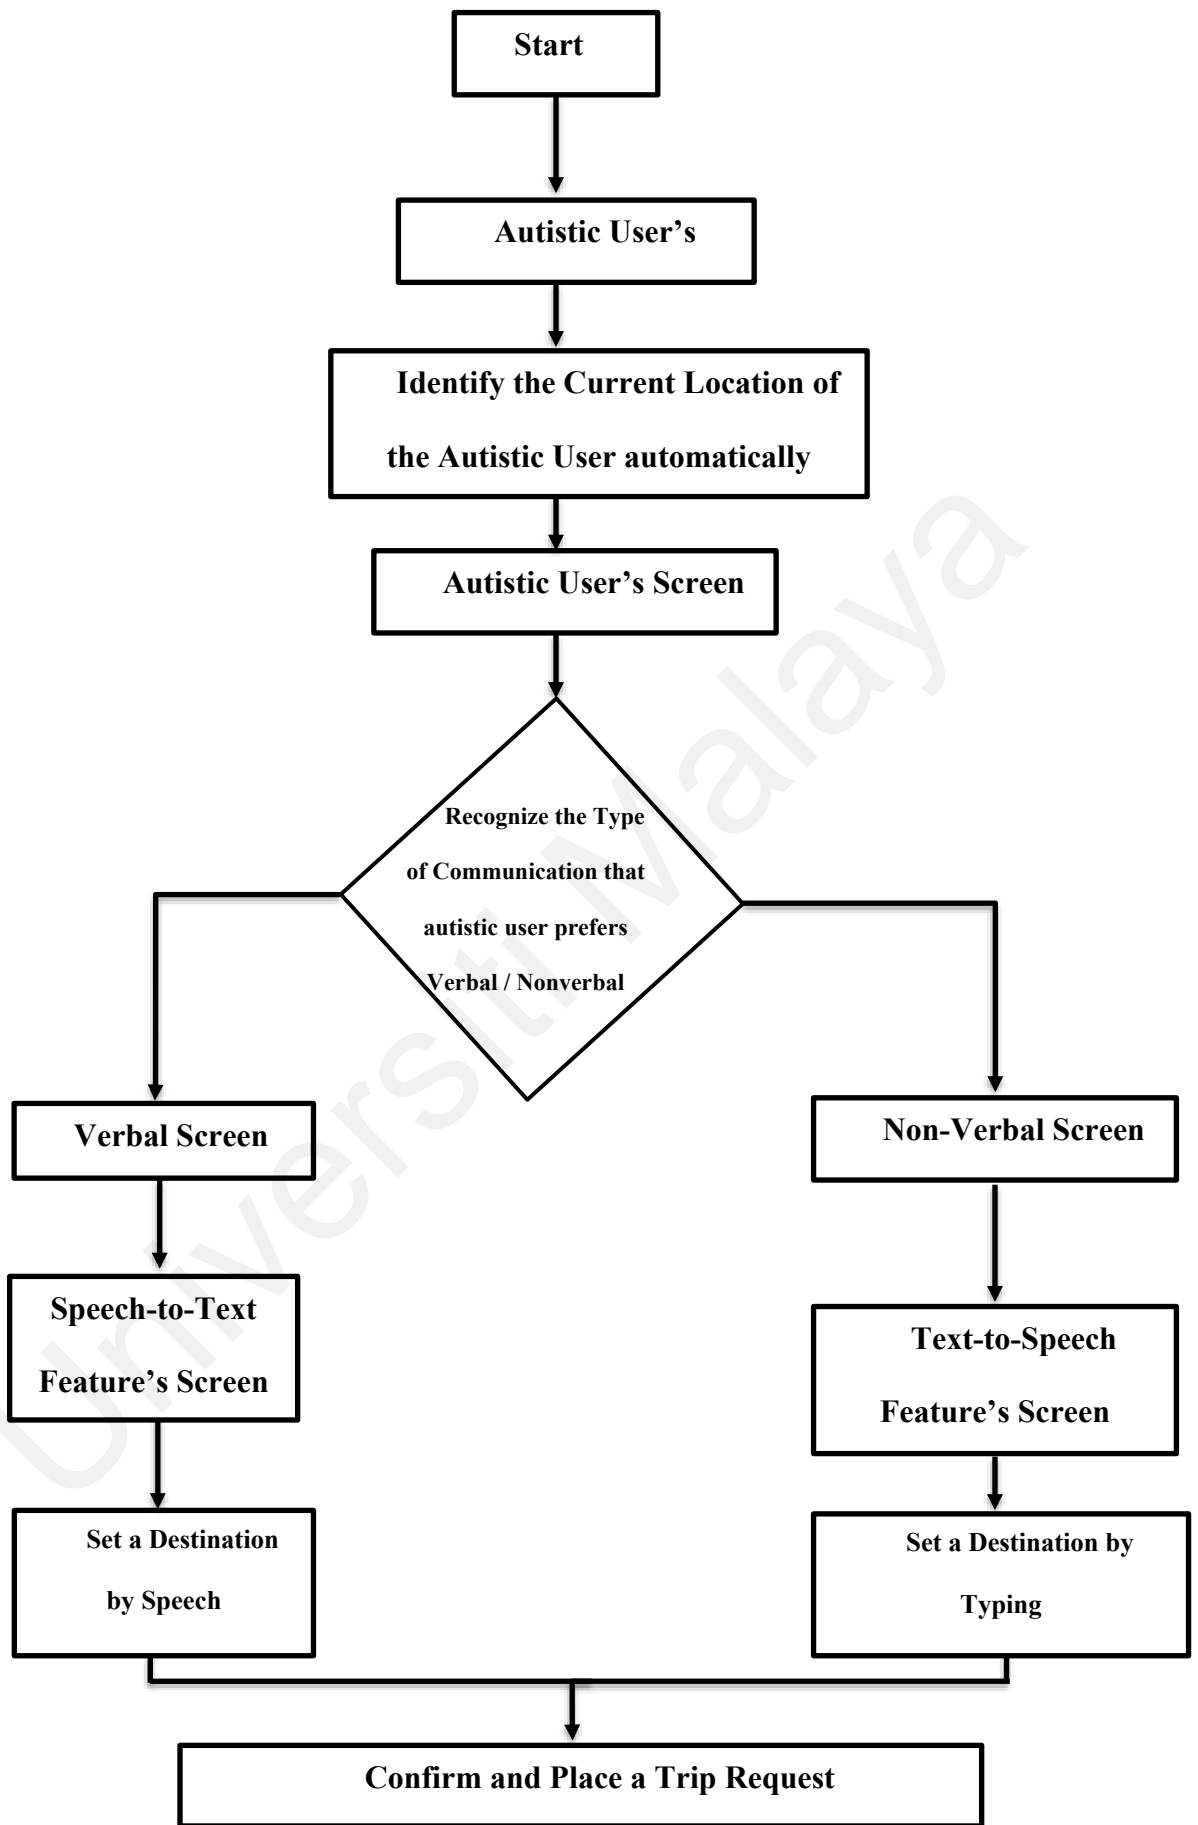 Start
Autistic User’s
Identify the Current Location of
the Autistic User automatically
Autistic User’s Screen
Recognize the Type
of Communication that
autistic user prefers
Verbal / Nonverbal
Verbal Screen
Non-Verbal Screen
Speech-to-Text
Feature’s Screen
Text-to-Speech
Feature’s Screen
Set a Destination
by Speech
Set a Destination by
Typing
Confirm and Place a Trip Request
Universiti Malaya